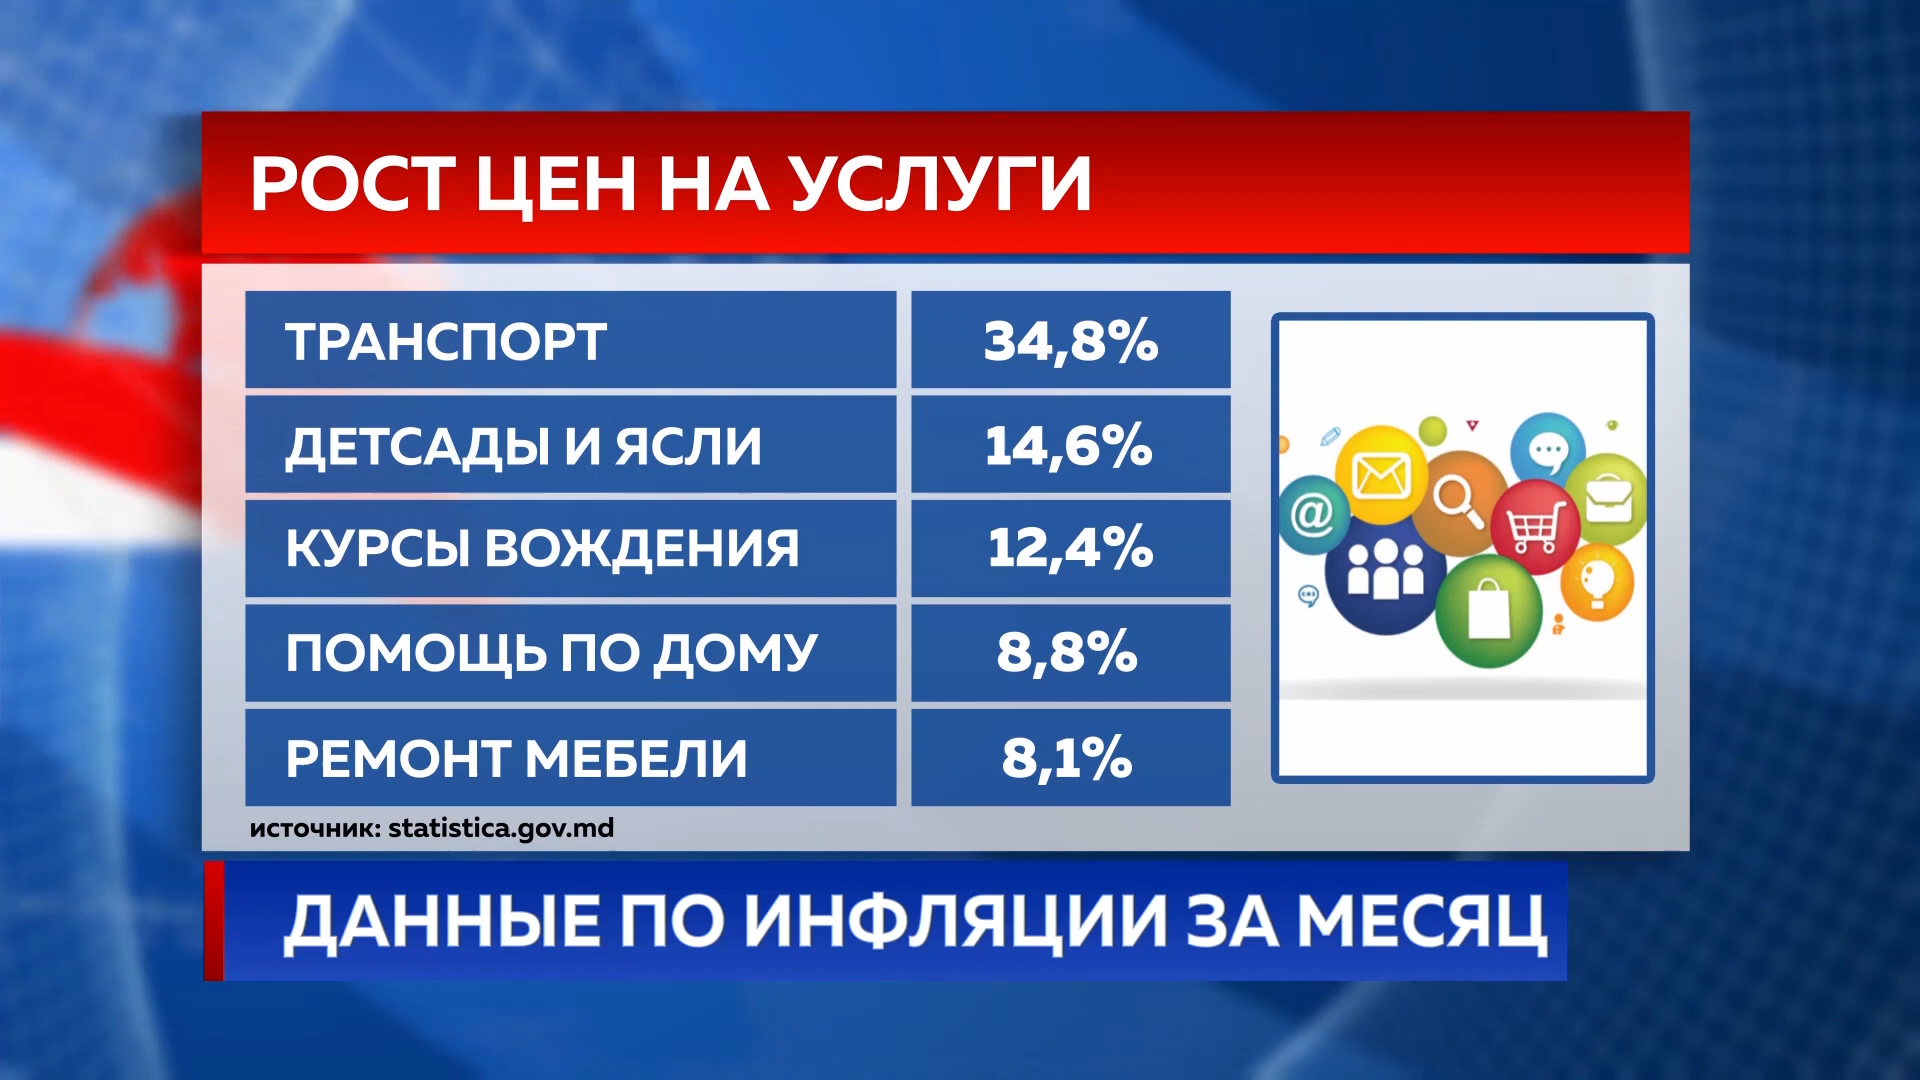 РОСТ ЦЕН НА УСЛУГИ
ТРАНСПОРТ 34,8%
ДЕТСАДЫ И ЯСЛИ 14,6%
КУРСЫ ВОЖДЕНИЯ 12,4%
ПОМОЩЬ ПО ДОМУ 8,8%
РЕМОНТ МЕБЕЛИ 8,1%
@
источник: statistica.gov.md
ДАННЫЕ ПО ИНФЛЯЦИИ ЗА МЕСЯЦ